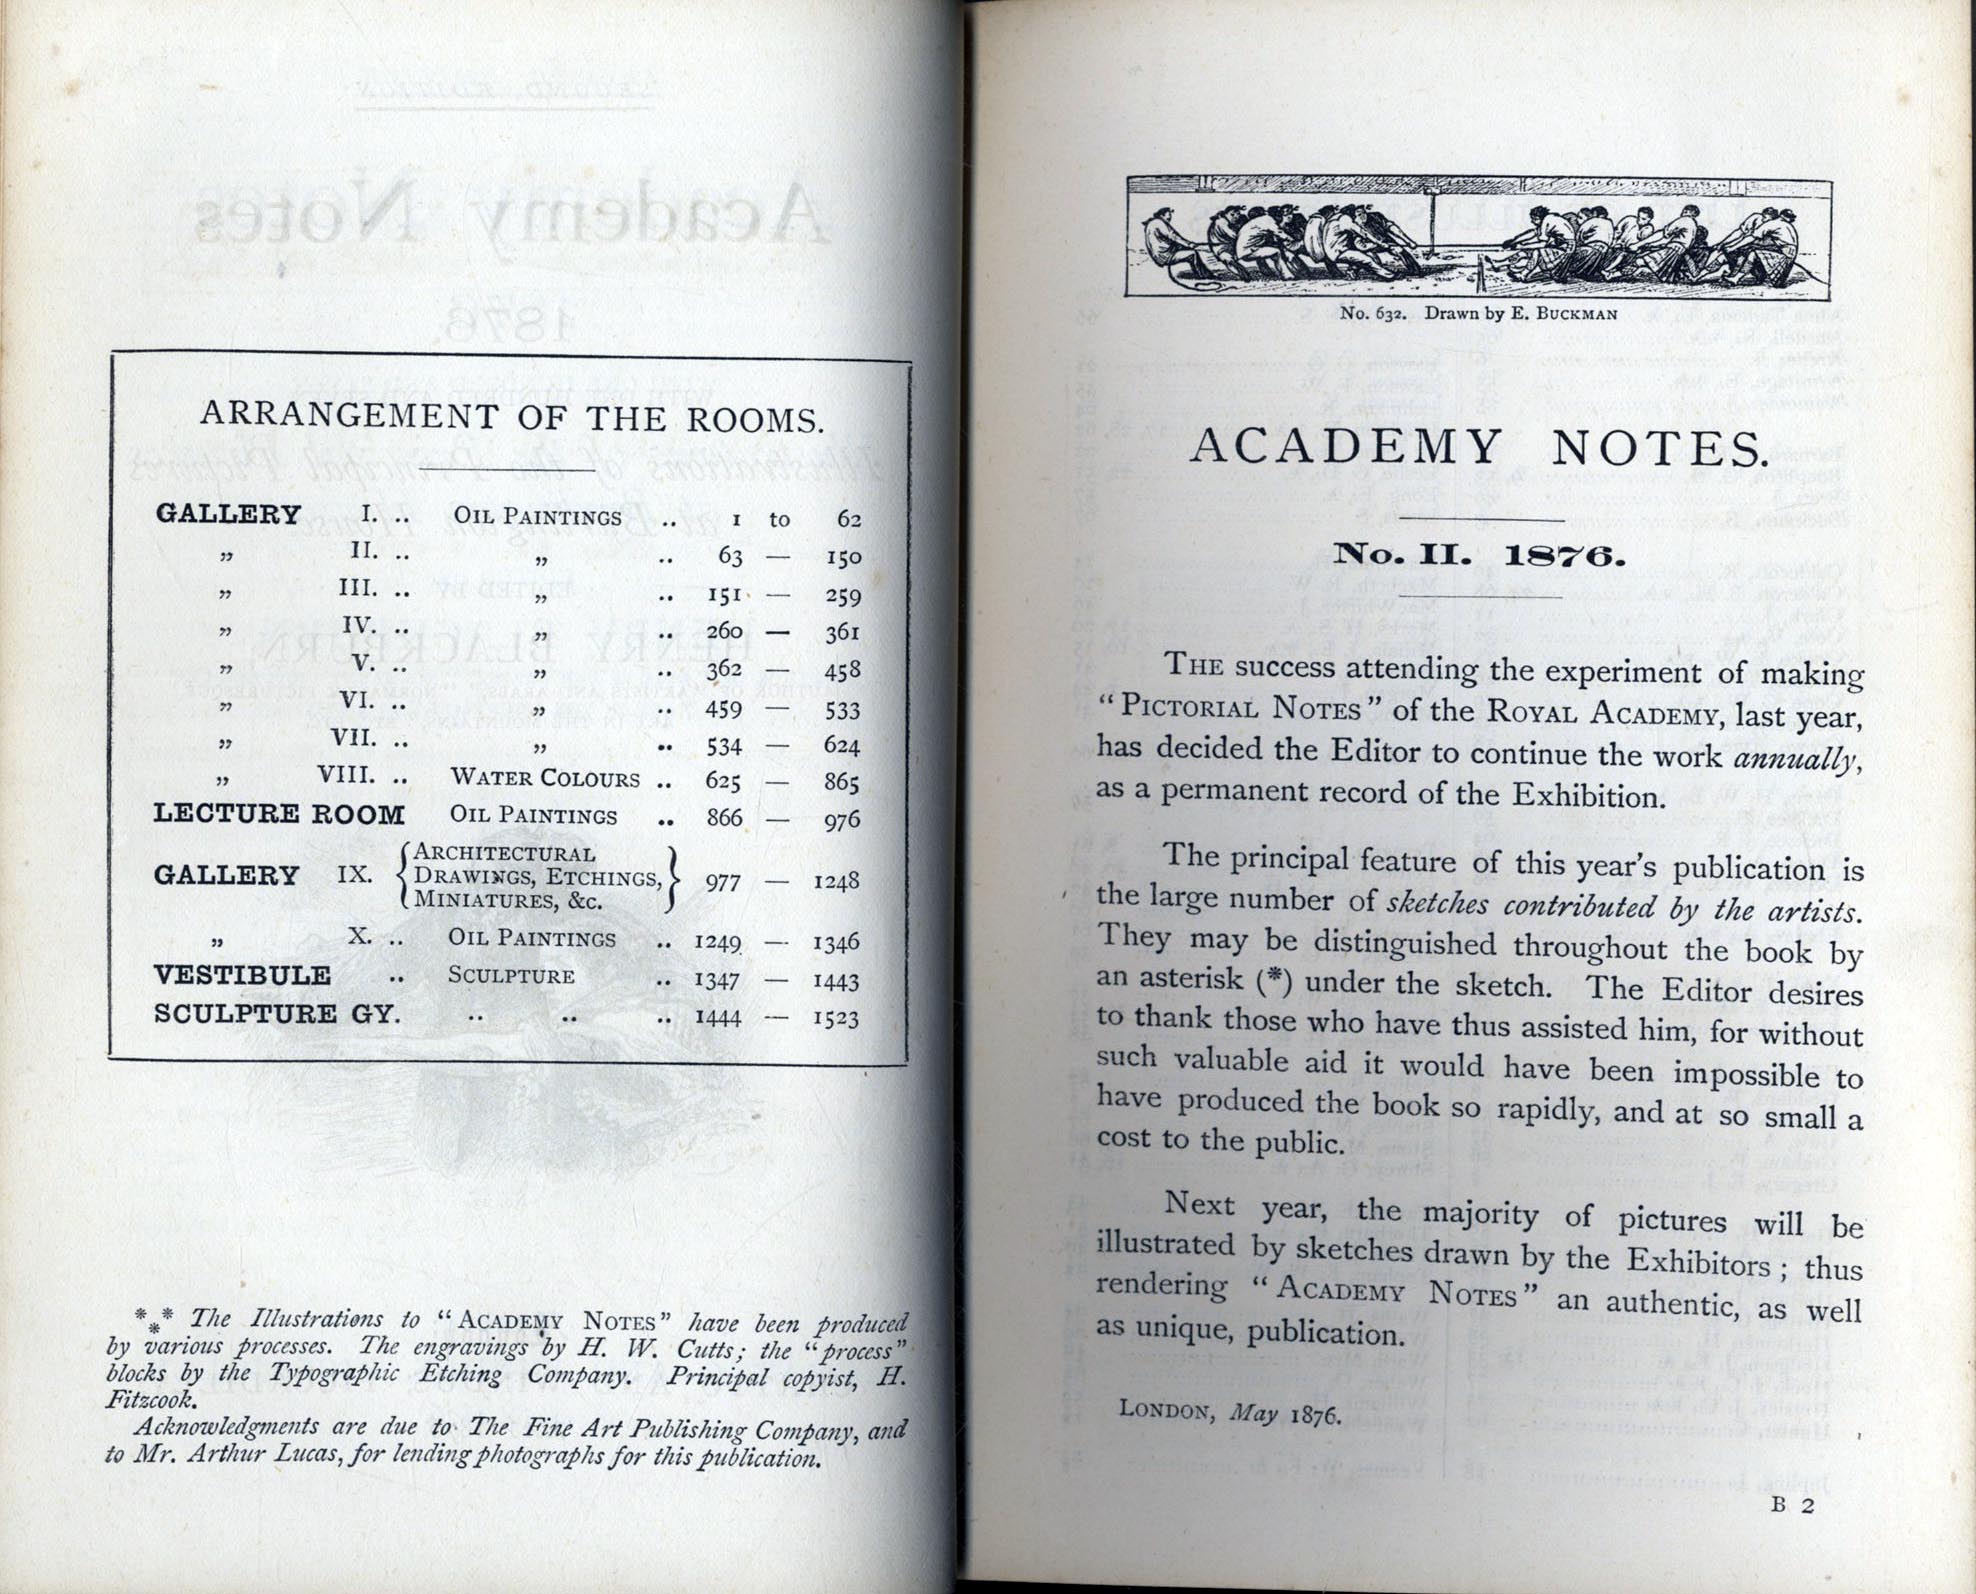 ARRANGEMENT OF THE ROOMS.
GALLERY I. .. OIL PAINTINGS .. 1 to 62
„ II. .. „ .. 63 — 150
„ III. .. „ .. 151 — 259
„ IV. .. „ .. 260 — 361
„ V. .. „ .. 362 — 458
„ VI. .. „ .. 459 — 533
„ VII. .. „ .. 534 — 624
„ VIII. .. WATER COLOURS .. 625 — 865
LECTURE ROOM OIL PAINTINGS .. 866 — 976
GALLERY IX. { ARCHITECTURAL
DRAWINGS, ETCHINGS,
MINIATURES, &c. } 977 — 1248
„ X. .. OIL PAINTINGS .. 1249 — 1346
VESTIBULE .. SCULPTURE .. 1347 — 1443
SCULPTURE GY. .. .. .. 1444 — 1523
*** The Illustrations to "ACADEMY NOTES" have been produced
by various processes. The engravings by H. W. Cutts; the "process"
blocks by the Typographic Etching Company. Principal copyist, H.
Fitzcook.
Acknowledgments are due to The Fine Art Publishing Company, and
to Mr. Arthur Lucas, for lending photographs for this publication.
No. 632. Drawn by E. BUCKMAN
ACADEMY NOTES.
No. II. 1876.
THE success attending the experiment of making
"PICTORIAL NOTES" of the ROYAL ACADEMY, last year,
has decided the Editor to continue the work annually,
as a permanent record of the Exhibition.
The principal feature of this year's publication is
the large number of sketches contributed by the artists.
They may be distinguished throughout the book by
an asterisk (*) under the sketch. The Editor desires
to thank those who have thus assisted him, for without
such valuable aid it would have been impossible to
have produced the book so rapidly, and at so small a
cost to the public.
Next year, the majority of pictures will be
illustrated by sketches drawn by the Exhibitors; thus
rendering "ACADEMY NOTES" an authentic, as well
as unique, publication.
LONDON, May 1876.
B 2